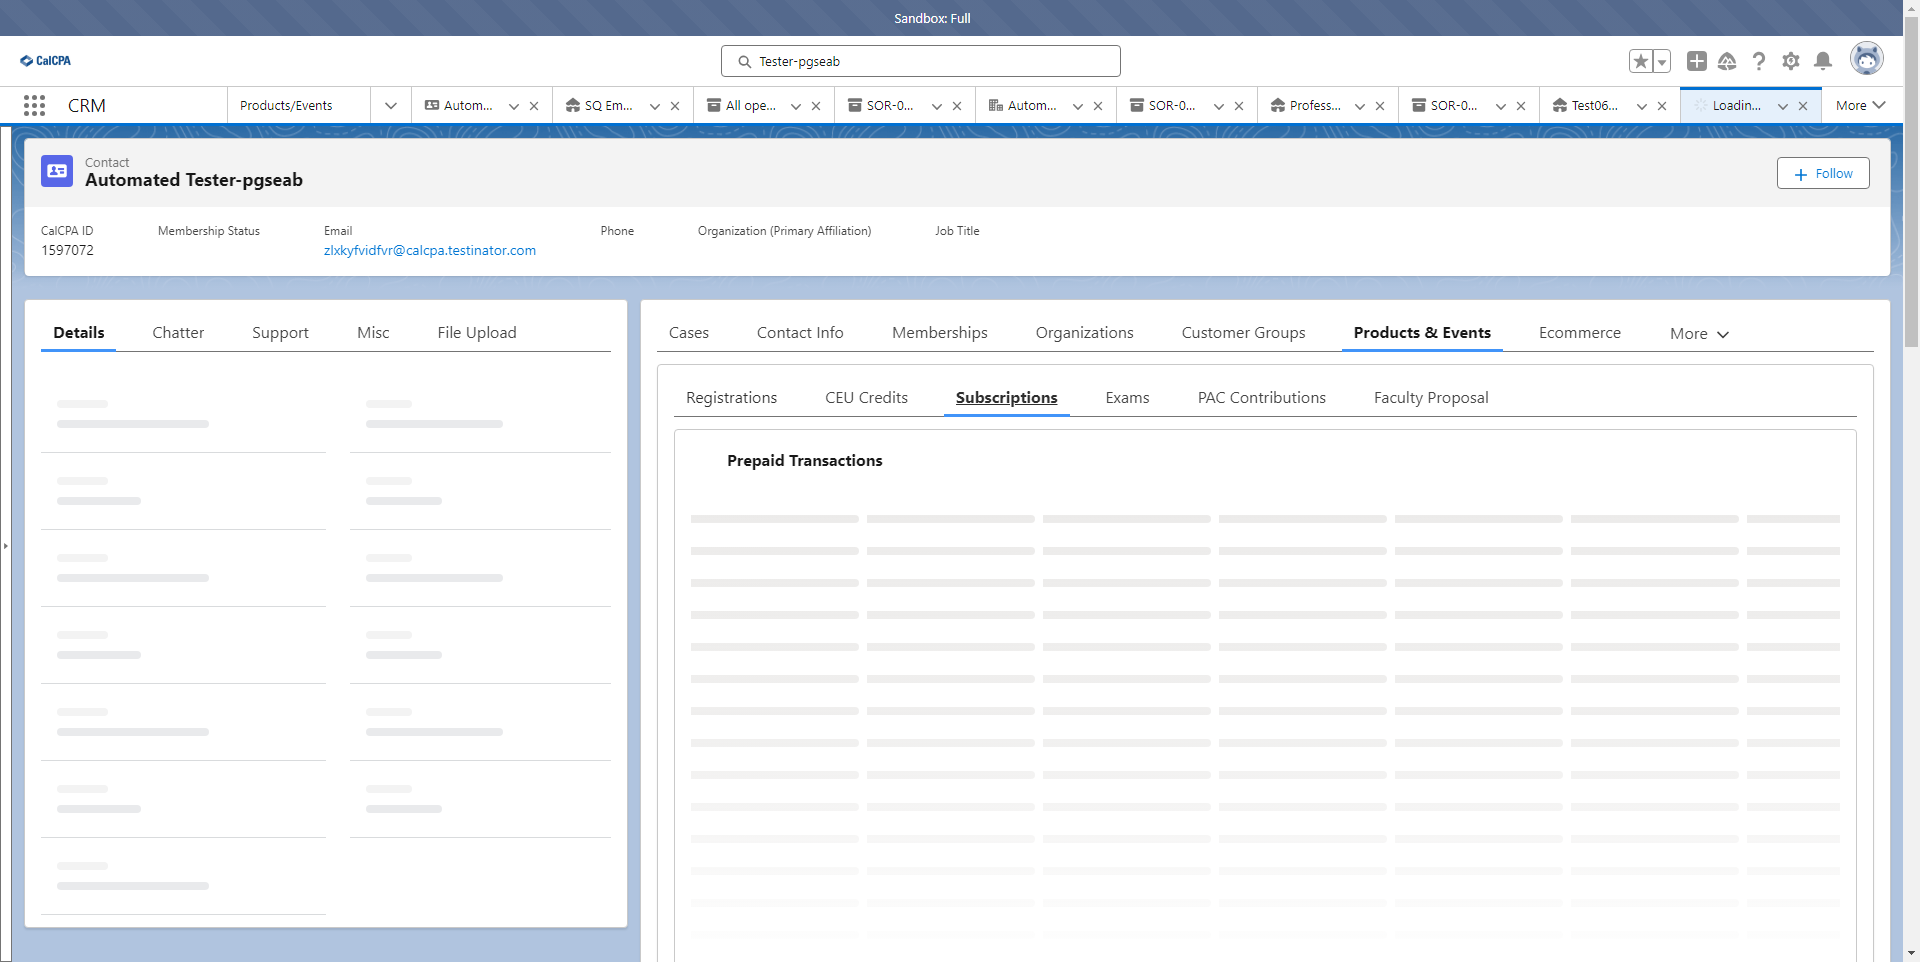 Sandbox: Full
CalCPA
Tester-pgseab
CRM
Products/Events
Autom...
SQ Em...
All ope...
SOR-0...
Autom...
SOR-0...
Profess...
SOR-0...
Test06...
Loadin...
More
Contact
Automated Tester-pgseab
Follow
CalCPA ID
Membership Status
Email
Phone
Organization (Primary Affiliation)
Job Title
1597072
zlxkyfvidfvr@calcpa.testinator.com
Details
Chatter
Support
Misc
File Upload
Cases
Contact Info
Memberships
Organizations
Customer Groups
Products & Events
Ecommerce
More
Registrations
CEU Credits
Subscriptions
Exams
PAC Contributions
Faculty Proposal
Prepaid Transactions